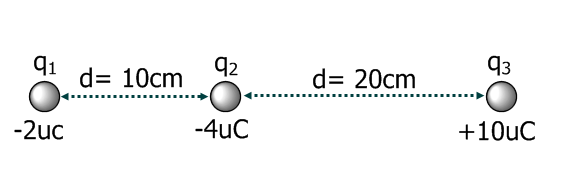 q1 d= 10cm q2 d= 20cm q3
-2uc -4uC +10uC